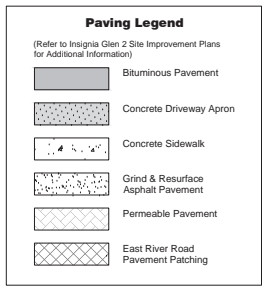 Paving Legend
(Refer to Insignia Glen 2 Site Improvement Plans
for Additional Information)
Bituminous Pavement
Concrete Driveway Apron
Concrete Sidewalk
Grind & Resurface
Asphalt Pavement
Permeable Pavement
East River Road
Pavement Patching